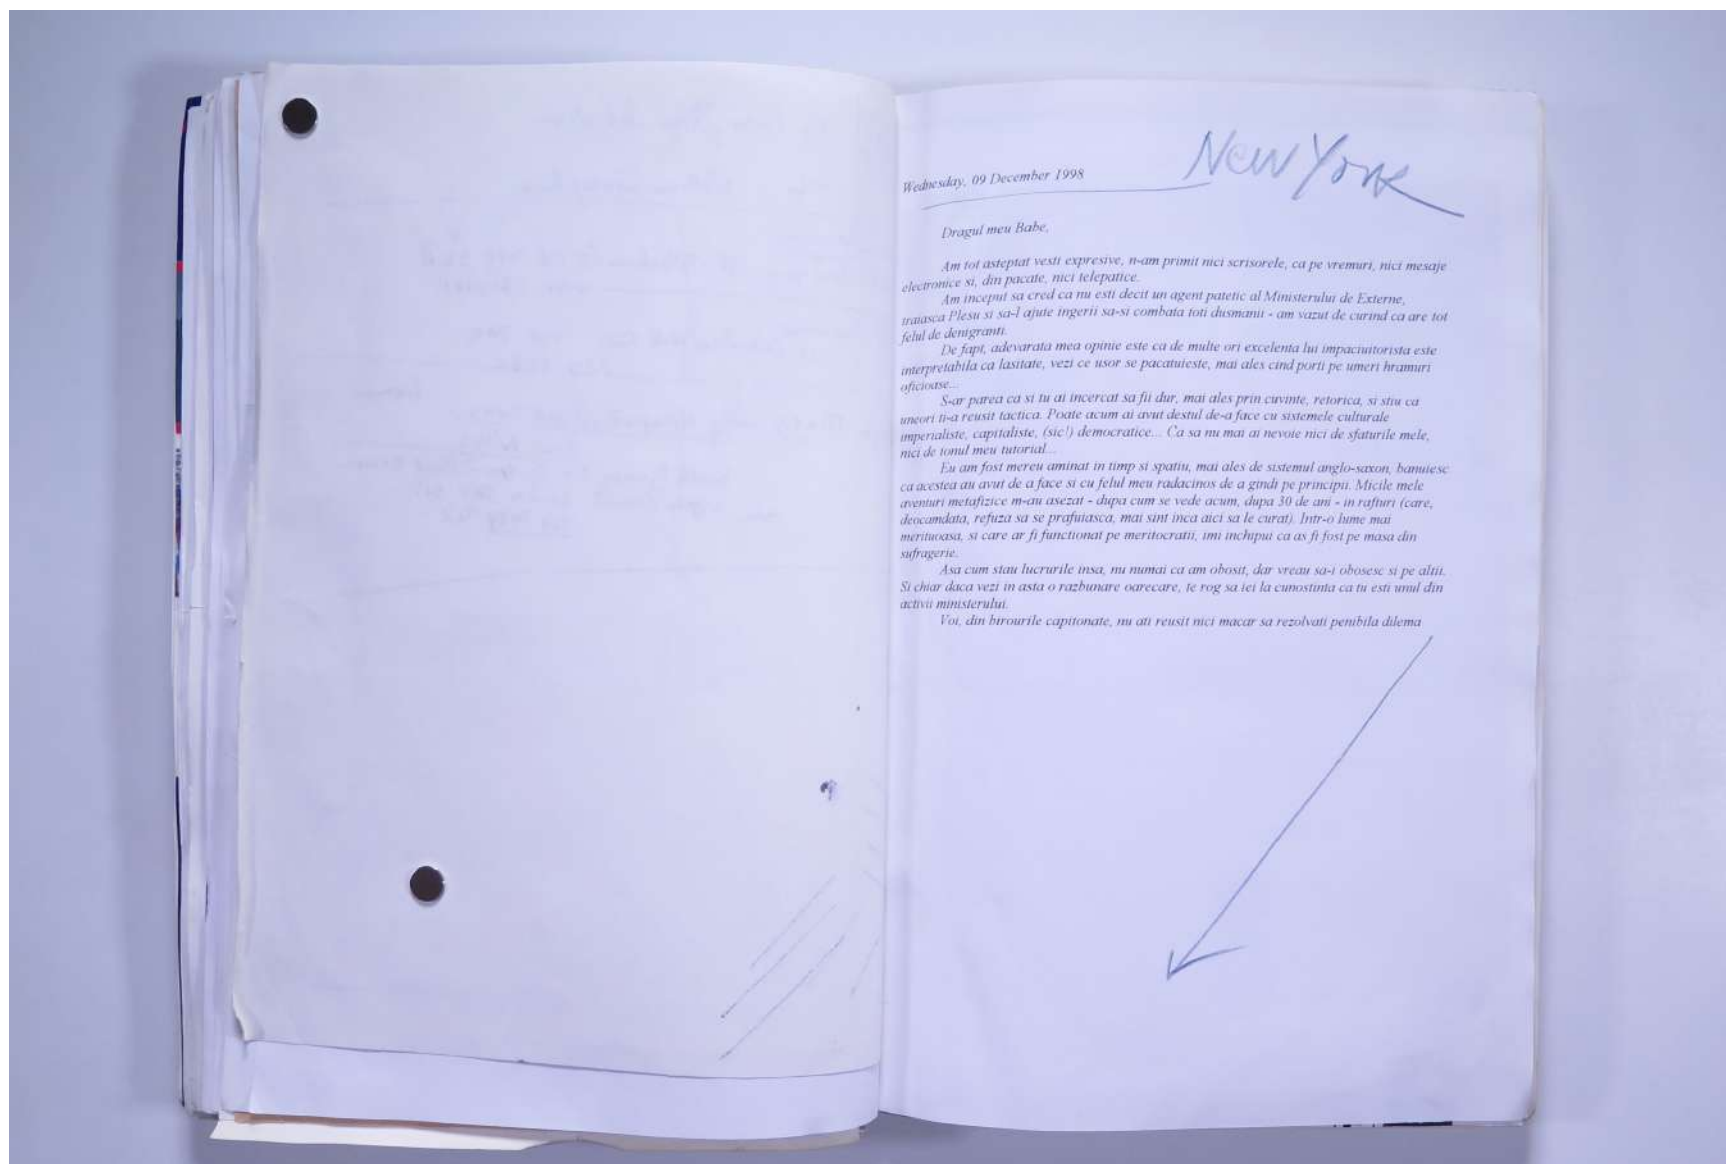 New York
Wednesday, 09 December 1998
Dragul meu Babe,
Am tot asteptat vesti expresive, n-am primit nici scrisorele, ca pe vremuri, nici mesaje
electronice si, din pacate, nici telepatice.
Am inceput sa cred ca nu esti decit un agent patetic al Ministerului de Externe,
traiasca Plesu si sa-l ajute ingerii sa-si combata toti dusmanii - am vazut de curind ca are tot
felul de denigranti.
De fapt, adevarata mea opinie este ca de multe ori excelenta lui impaciuitorista este
interpretabila ca lasitate, vezi ce usor se pacatuieste, mai ales cind porti pe umeri hramuri
oficioase...
S-ar parea ca si tu ai incercat sa fii dur, mai ales prin cuvinte, retorica, si stiu ca
uneori ti-a reusit tactica. Poate acum ai avut destul de-a face cu sistemele culturale
imperialiste, capitaliste, (sic!) democratice... Ca sa nu mai ai nevoie nici de sfaturile mele,
nici de tonul meu tutorial...
Eu am fost mereu aminat in timp si spatiu, mai ales de sistemul anglo-saxon, banuiesc
ca acestea au avut de a face si cu felul meu radacinos de a gindi pe principii. Micile mele
aventuri metafizice m-au asezat - dupa cum se vede acum, dupa 30 de ani - in rafturi (care,
deocamdata, refuza sa se prafuiasca, mai sint inca aici sa le curat). Intr-o lume mai
merituoasa, si care ar fi functionat pe meritocratii, imi inchipui ca as fi fost pe masa din
sufragerie.
Asa cum stau lucrurile insa, nu numai ca am obosit, dar vreau sa-i obosesc si pe altii.
Si chiar daca vezi in asta o razbunare oarecare, te rog sa iei la cunostinta ca tu esti unul din
activii ministerului.
Voi, din birourile capitonate, nu ati reusit nici macar sa rezolvati penibila dilema